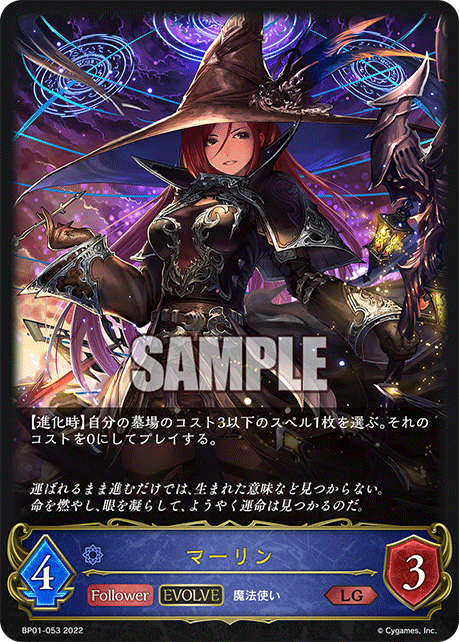 SAMPLE
【進化時】自分の墓場のコスト3以下のスペル1枚を選ぶ。それの
コストを0にしてプレイする。
運ばれるまま進むだけでは、生まれた意味など見つからない。
命を燃やし、眼を凝らして、ようやく運命は見つかるのだ。
マーリン
4
3
Follower EVOLVE 魔法使い LG
BP01-053 2022
© Cygames, Inc.